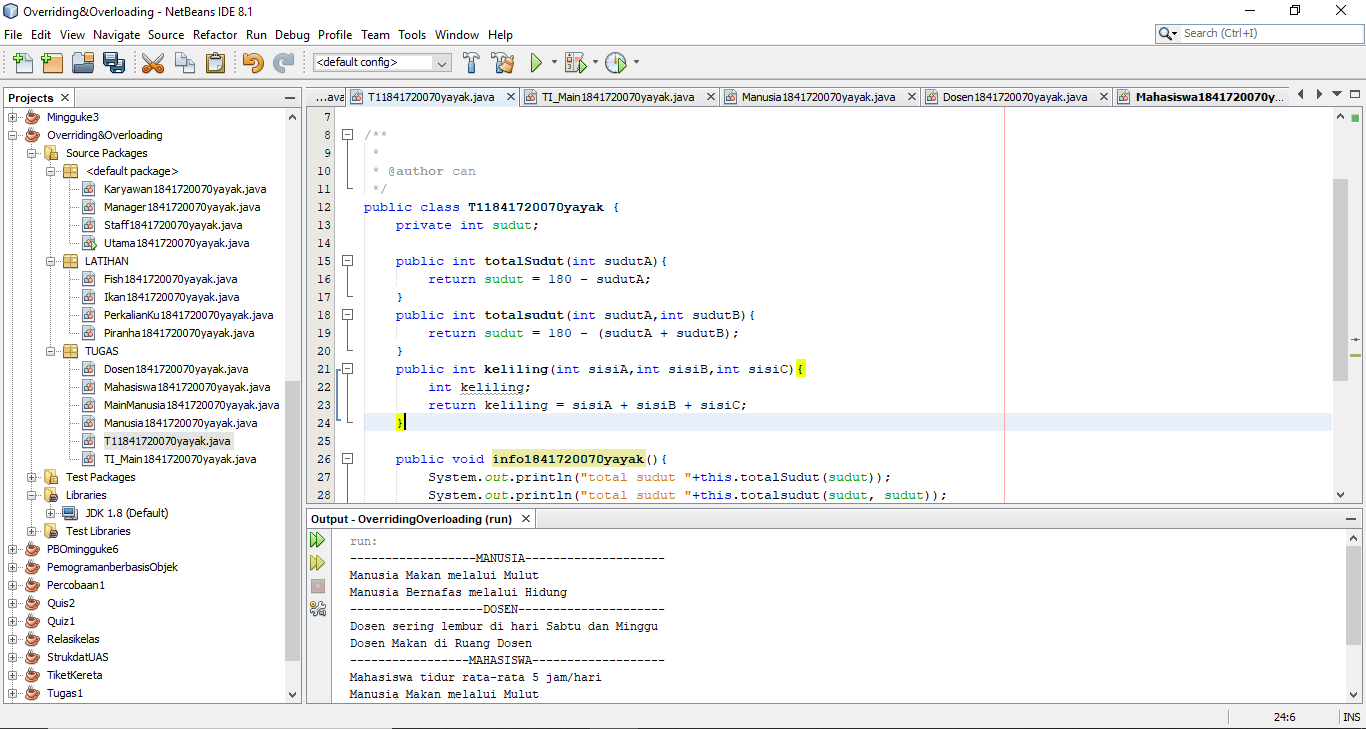 Overriding&Overloading - NetBeans IDE 8.1
File Edit View Navigate Source Refactor Run Debug Profile Team Tools Window Help
Search (Ctrl+I)
<default config>
Projects
Mingguke3
Overriding&Overloading
Source Packages
<default package>
Karyawan1841720070yayak.java
Manager1841720070yayak.java
Staff1841720070yayak.java
Utama1841720070yayak.java
LATIHAN
Fish1841720070yayak.java
Ikan1841720070yayak.java
PerkalianKu1841720070yayak.java
Piranha1841720070yayak.java
TUGAS
Dosen1841720070yayak.java
Mahasiswa1841720070yayak.java
MainManusia1841720070yayak.java
Manusia1841720070yayak.java
T11841720070yayak.java
TI_Main1841720070yayak.java
Test Packages
Libraries
JDK 1.8 (Default)
Test Libraries
PBOmingguke6
PemogramanberbasisObjek
Percobaan1
Quis2
Quiz1
Relasikelas
StrukdatUAS
TiketKereta
Tugas1
...ava T11841720070yayak.java TI_Main1841720070yayak.java Manusia1841720070yayak.java Dosen1841720070yayak.java Mahasiswa1841720070y...
7
8 /**
9 *
10 * @author can
11 */
12 public class T11841720070yayak {
13 private int sudut;
14
15 public int totalSudut(int sudutA){
16 return sudut = 180 - sudutA;
17 }
18 public int totalsudut(int sudutA,int sudutB){
19 return sudut = 180 - (sudutA + sudutB);
20 }
21 public int keliling(int sisiA,int sisiB,int sisiC){
22 int keliling;
23 return keliling = sisiA + sisiB + sisiC;
24 }
25
26 public void info1841720070yayak(){
27 System.out.println("total sudut "+this.totalSudut(sudut));
28 System.out.println("total sudut "+this.totalsudut(sudut, sudut));
Output - OverridingOverloading (run)
run:
------------------MANUSIA--------------------
Manusia Makan melalui Mulut
Manusia Bernafas melalui Hidung
-------------------DOSEN---------------------
Dosen sering lembur di hari Sabtu dan Minggu
Dosen Makan di Ruang Dosen
-----------------MAHASISWA-------------------
Mahasiswa tidur rata-rata 5 jam/hari
Manusia Makan melalui Mulut
24:6 INS